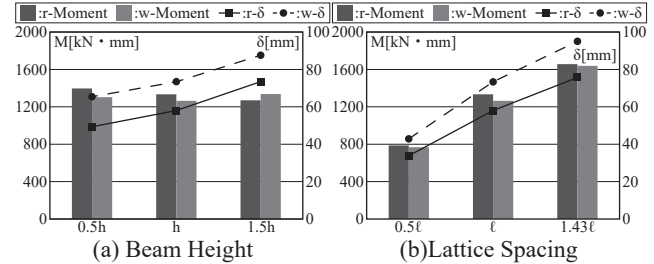 :r-Moment :w-Moment :r-δ :w-δ
M[kN・mm] δ[mm]
2000 100
1600 80
1200 60
800 40
400 20
0 0
0.5h h 1.5h
(a) Beam Height
:r-Moment :w-Moment :r-δ :w-δ
M[kN・mm] δ[mm]
2000 100
1600 80
1200 60
800 40
400 20
0 0
0.5ℓ ℓ 1.43ℓ
(b)Lattice Spacing